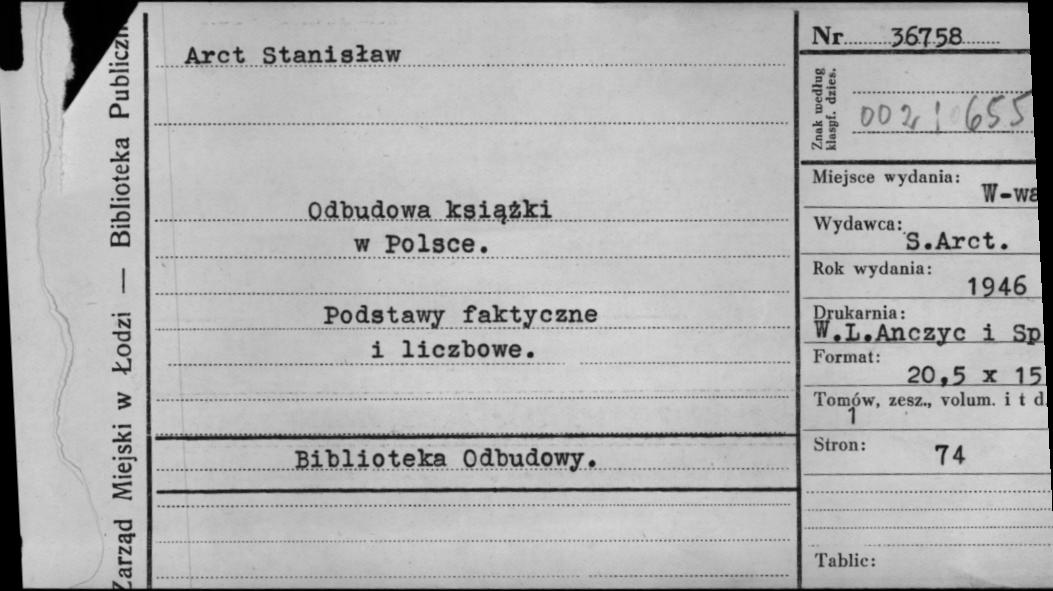 Zarząd Miejski w Łodzi — Biblioteka Publiczn
Arct Stanisław
Odbudowa książki
w Polsce.
Podstawy faktyczne
i liczbowe.
Biblioteka Odbudowy.
Nr 36758
Znak według
klasyf. dzies.
002 : 655
Miejsce wydania:
W-wa
Wydawca:
S.Arct.
Rok wydania:
1946
Drukarnia:
W.L.Anczyc i Sp
Format:
20,5 x 15
Tomów, zesz., volum. i t d.
1
Stron:
74
Tablic: